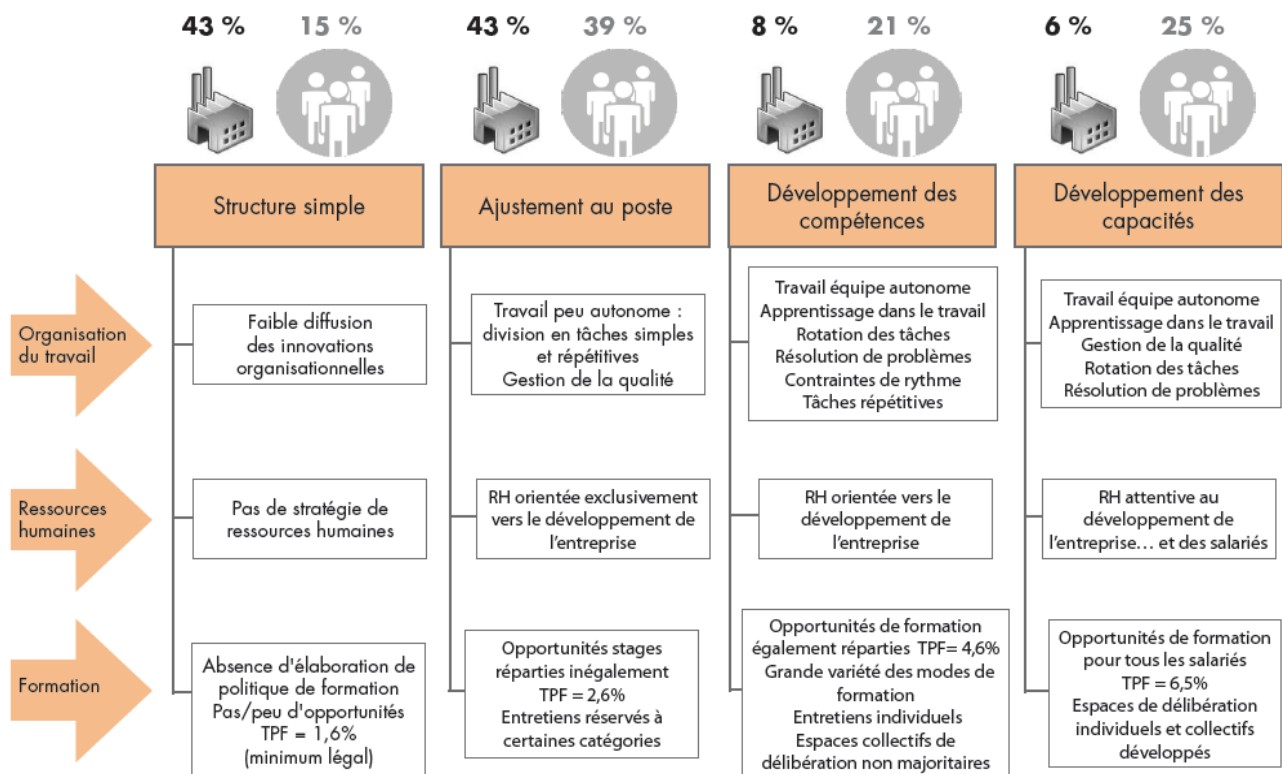 43 % 15 % 43 % 39 % 8 % 21 % 6 % 25 %
Structure simple
Ajustement au poste
Développement des
compétences
Développement des
capacités
Organisation
du travail
Faible diffusion
des innovations
organisationnelles
Travail peu autonome :
division en tâches simples
et répétitives
Gestion de la qualité
Travail équipe autonome
Apprentissage dans le travail
Rotation des tâches
Résolution de problèmes
Contraintes de rythme
Tâches répétitives
Travail équipe autonome
Apprentissage dans le travail
Gestion de la qualité
Rotation des tâches
Résolution de problèmes
Ressources
humaines
Pas de stratégie de
ressources humaines
RH orientée exclusivement
vers le développement de
l'entreprise
RH orientée vers le
développement de
l'entreprise
RH attentive au
développement de
l'entreprise... et des salariés
Formation
Absence d'élaboration de
politique de formation
Pas/peu d'opportunités
TPF = 1,6%
(minimum légal)
Opportunités stages
réparties inégalement
TPF = 2,6%
Entretiens réservés à
certaines catégories
Opportunités de formation
également réparties TPF= 4,6%
Grande variété des modes de
formation
Entretiens individuels
Espaces collectifs de
délibération non majoritaires
Opportunités de formation
pour tous les salariés
TPF = 6,5%
Espaces de délibération
individuels et collectifs
développés